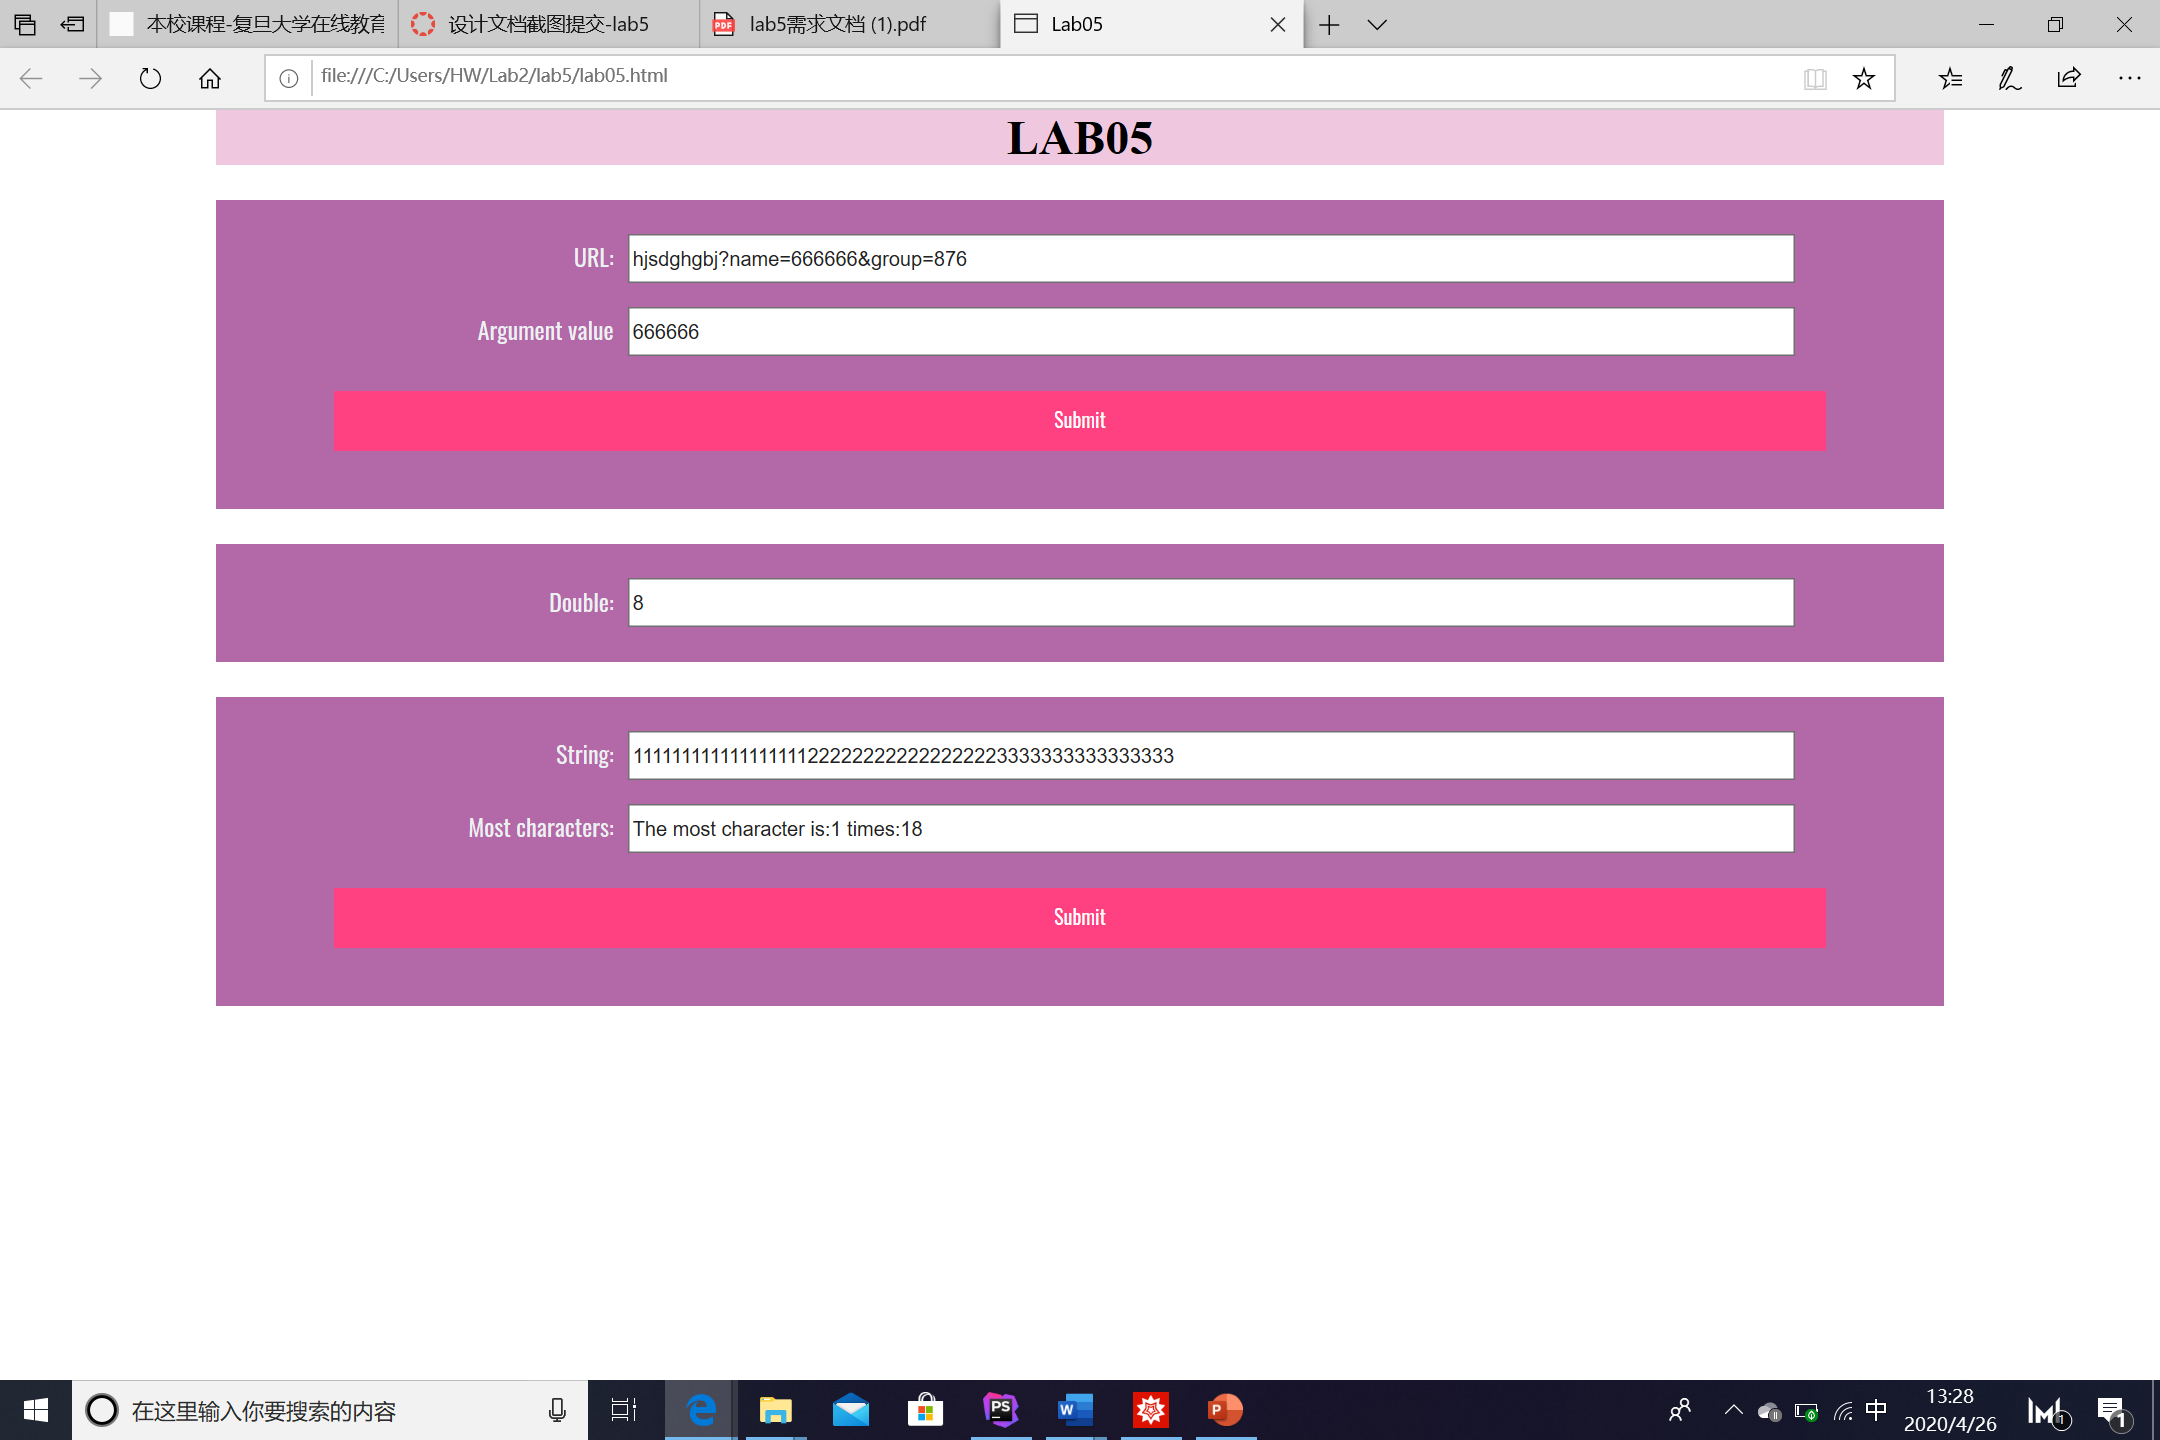 本校课程-复旦大学在线教育
设计文档截图提交-lab5
lab5需求文档 (1).pdf
Lab05
file:///C:/Users/HW/Lab2/lab5/lab05.html
LAB05
URL:
hjsdghgbj?name=666666&group=876
Argument value
666666
Submit
Double:
8
String:
111111111111111111222222222222222223333333333333333
Most characters:
The most character is:1 times:18
Submit
在这里输入你要搜索的内容
中
13:28
2020/4/26
1
1